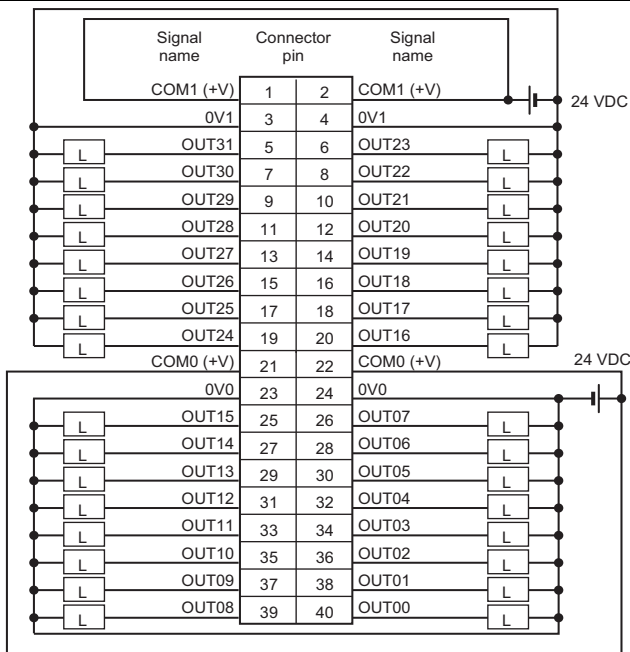 Signal name Connector pin Signal name
COM1 (+V) 1 2 COM1 (+V) 24 VDC
0V1 3 4 0V1
L OUT31 5 6 OUT23 L
L OUT30 7 8 OUT22 L
L OUT29 9 10 OUT21 L
L OUT28 11 12 OUT20 L
L OUT27 13 14 OUT19 L
L OUT26 15 16 OUT18 L
L OUT25 17 18 OUT17 L
L OUT24 19 20 OUT16 L
COM0 (+V) 21 22 COM0 (+V) 24 VDC
0V0 23 24 0V0
L OUT15 25 26 OUT07 L
L OUT14 27 28 OUT06 L
L OUT13 29 30 OUT05 L
L OUT12 31 32 OUT04 L
L OUT11 33 34 OUT03 L
L OUT10 35 36 OUT02 L
L OUT09 37 38 OUT01 L
L OUT08 39 40 OUT00 L